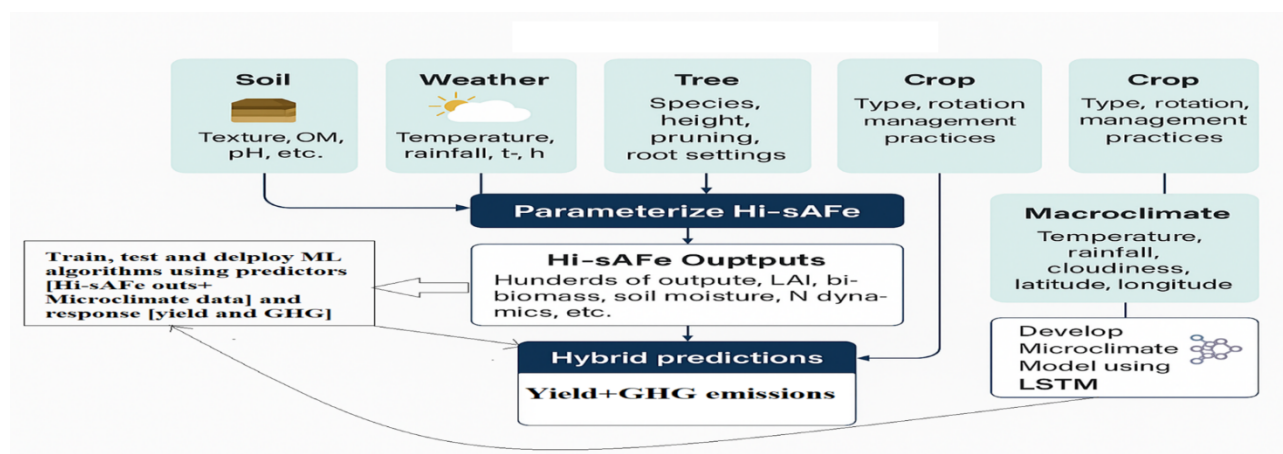 Soil
Texture, OM,
pH, etc.
Weather
Temperature,
rainfall, t-, h
Tree
Species,
height,
pruning,
root settings
Crop
Type, rotation
management
practices
Crop
Type, rotation,
management
practices
Parameterize Hi-sAFe
Macroclimate
Temperature,
rainfall,
cloudiness,
latitude, longitude
Train, test and delploy ML
algorithms using predictors
[Hi-sAFe outs+
Microclimate data] and
response [yield and GHG]
Hi-sAFe Ouptputs
Hunderds of outpute, LAI, bi-
biomass, soil moisture, N dyna-
mics, etc.
Develop
Microclimate
Model using
LSTM
Hybrid predictions
Yield+GHG emissions